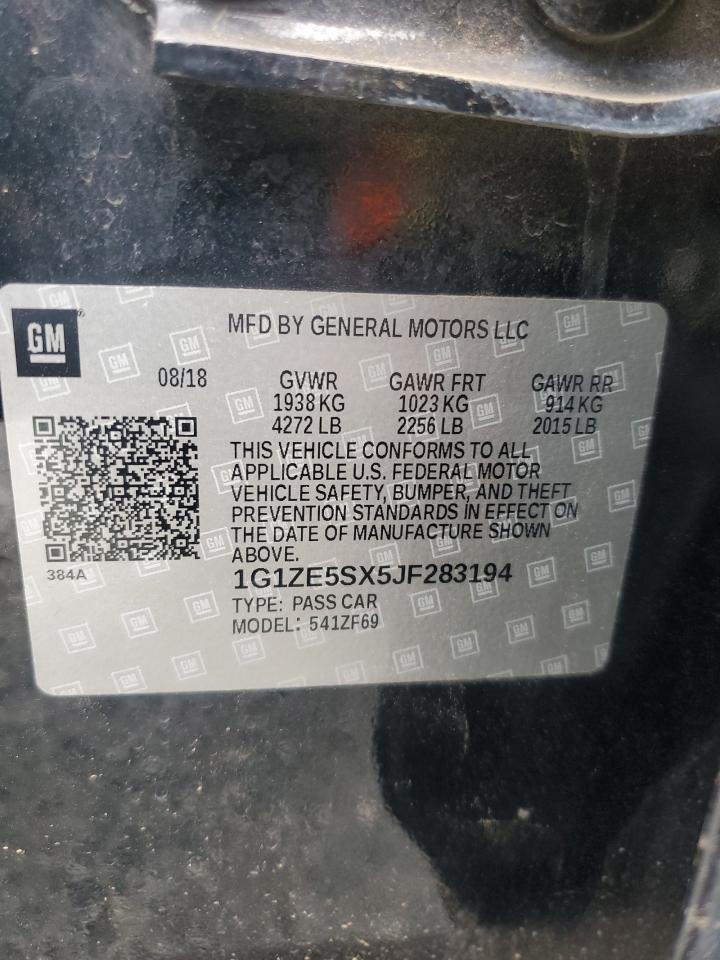 GM
MFD BY GENERAL MOTORS LLC
08/18 GVWR GAWR FRT GAWR RR
1938 KG 1023 KG 914 KG
4272 LB 2256 LB 2015 LB
THIS VEHICLE CONFORMS TO ALL
APPLICABLE U.S. FEDERAL MOTOR
VEHICLE SAFETY, BUMPER, AND THEFT
PREVENTION STANDARDS IN EFFECT ON
THE DATE OF MANUFACTURE SHOWN
ABOVE.
384A
1G1ZE5SX5JF283194
TYPE: PASS CAR
MODEL: 541ZF69